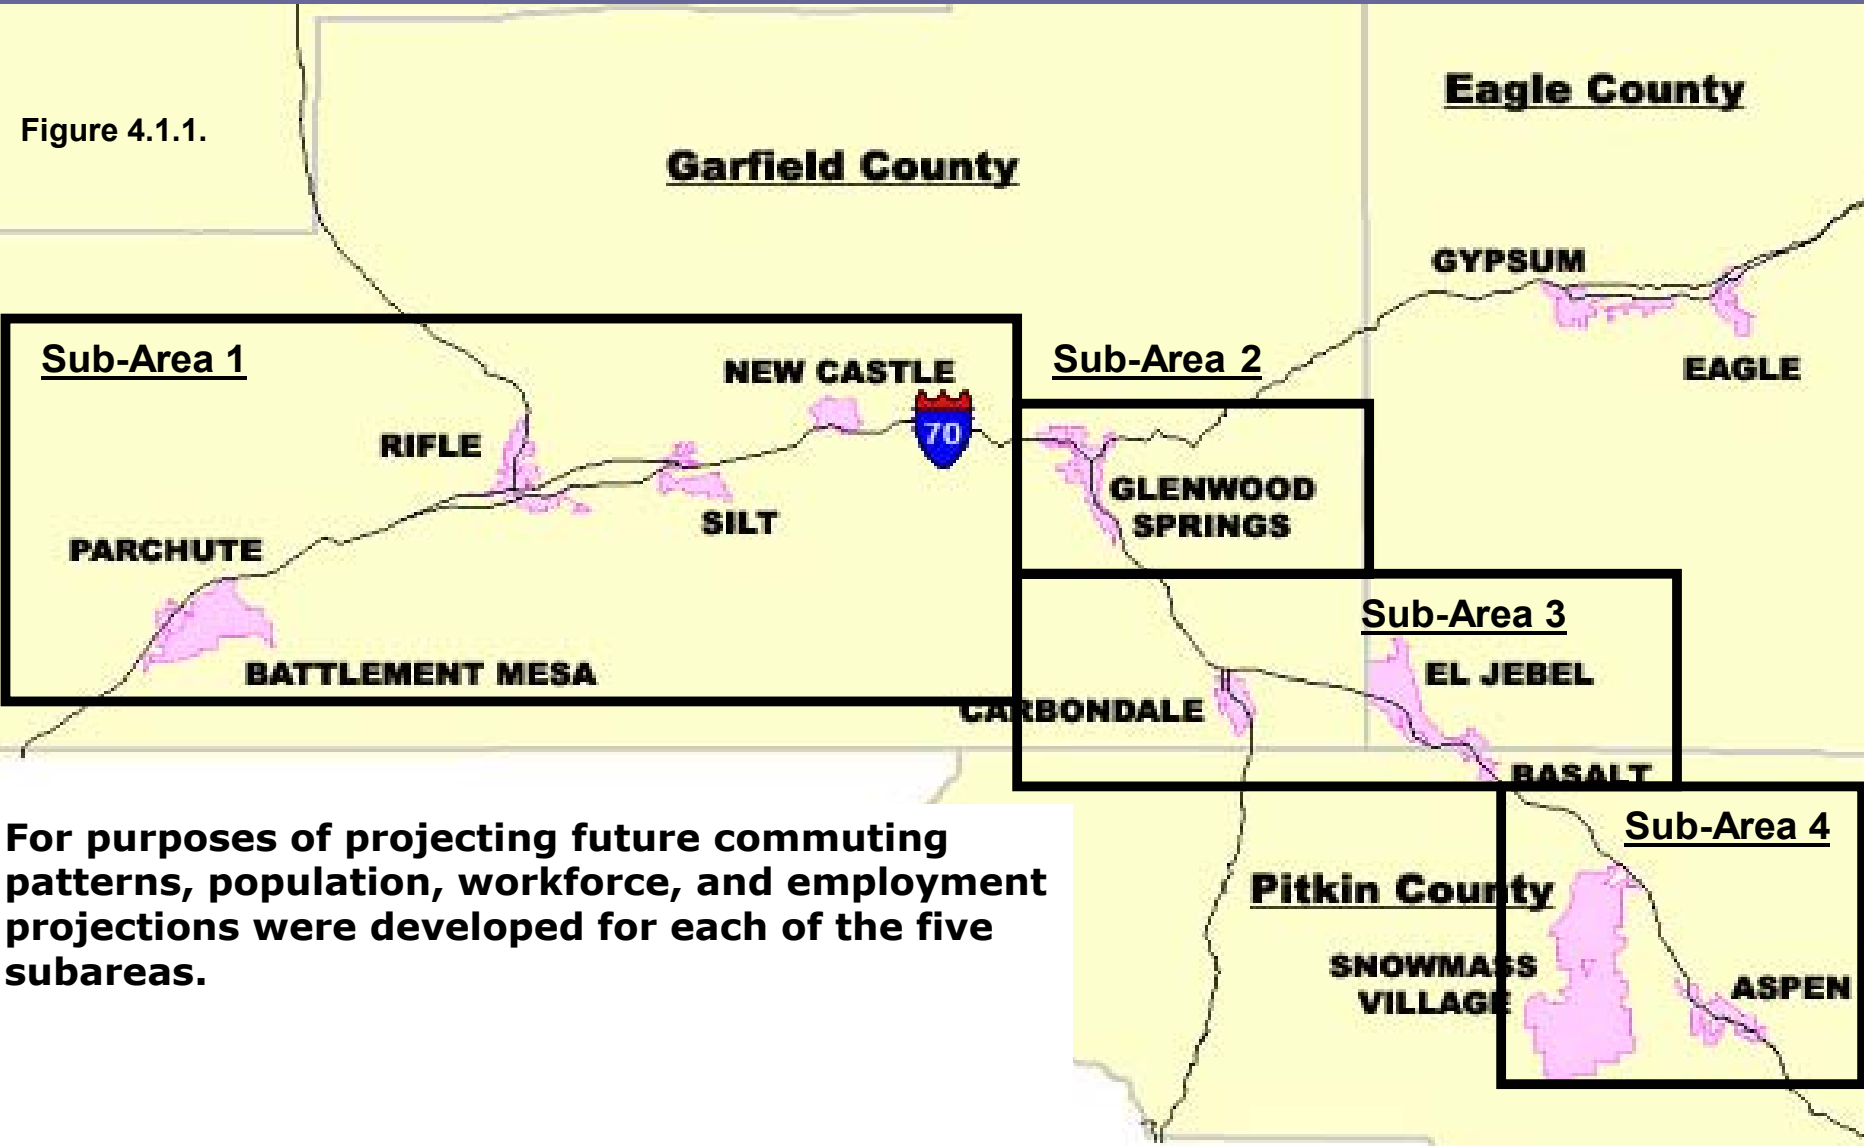 Eagle County
Figure 4.1.1.
Garfield County
GYPSUM
Sub-Area 1
NEW CASTLE
Sub-Area 2
EAGLE
RIFLE
70
GLENWOOD
SPRINGS
SILT
PARCHUTE
Sub-Area 3
BATTLEMENT MESA
EL JEBEL
CARBONDALE
BASALT
For purposes of projecting future commuting
patterns, population, workforce, and employment
projections were developed for each of the five
subareas.
Sub-Area 4
Pitkin County
SNOWMASS
VILLAGE
ASPEN